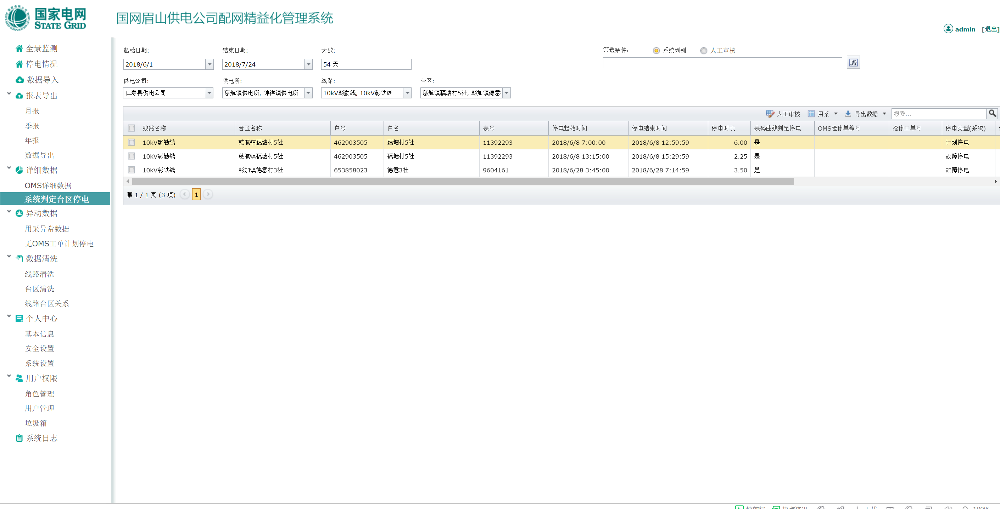 国家电网
STATE GRID
国网眉山供电公司配网精益化管理系统
admin [退出]
全景监测
停电情况
数据导入
报表导出
月报
季报
年报
数据导出
详细数据
OMS详细数据
系统判定台区停电
异动数据
用采异常数据
无OMS工单计划停电
数据清洗
线路清洗
台区清洗
线路台区关系
个人中心
基本信息
安全设置
系统设置
用户权限
角色管理
用户管理
垃圾箱
系统日志
起始日期: 结束日期: 天数: 筛选条件: 系统判别 人工审核
2018/6/1 2018/7/24 54 天
供电公司: 供电所: 线路: 台区:
仁寿县供电公司 慈航镇供电所, 钟祥镇供电所 10kV彰勤线, 10kV彰铁线 慈航镇藕塘村5社, 彰加镇德意
人工审核 用采 导出数据 搜索...
线路名称 台区名称 户号 户名 表号 停电起始时间 停电结束时间 停电时长 表码曲线判定停电 OMS检修单编号 抢修工单号 停电类型(系统)
10kV彰勤线 慈航镇藕塘村5社 462903505 藕塘村5社 11392293 2018/6/8 7:00:00 2018/6/8 12:59:59 6.00 是 计划停电
10kV彰勤线 慈航镇藕塘村5社 462903505 藕塘村5社 11392293 2018/6/8 13:15:00 2018/6/8 15:29:59 2.25 是 故障停电
10kV彰铁线 彰加镇德意村3社 653858023 德意3社 9604161 2018/6/28 3:45:00 2018/6/28 7:14:59 3.50 是 故障停电
第 1 / 1 页 (3 项) 1
快剪辑 热点资讯 下载 100%